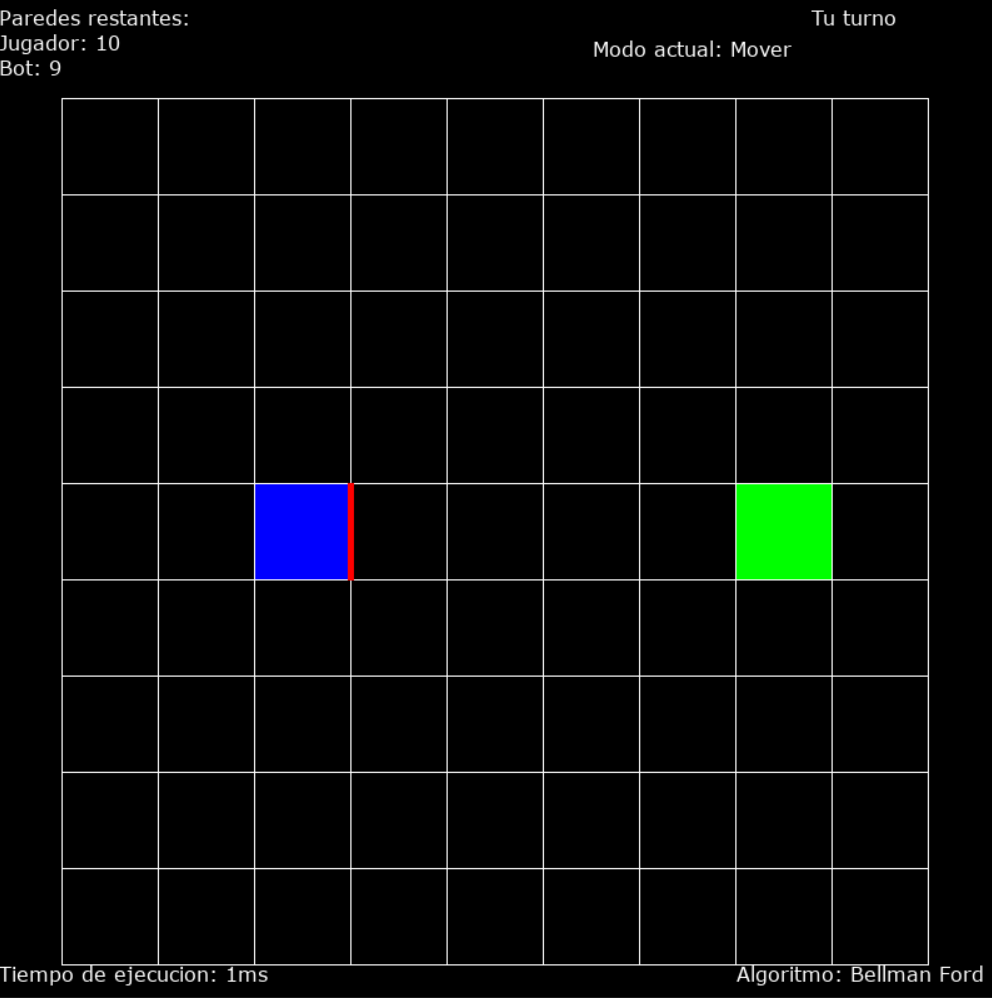 Paredes restantes:
Jugador: 10
Bot: 9
Tu turno
Modo actual: Mover
Tiempo de ejecucion: 1ms
Algoritmo: Bellman Ford